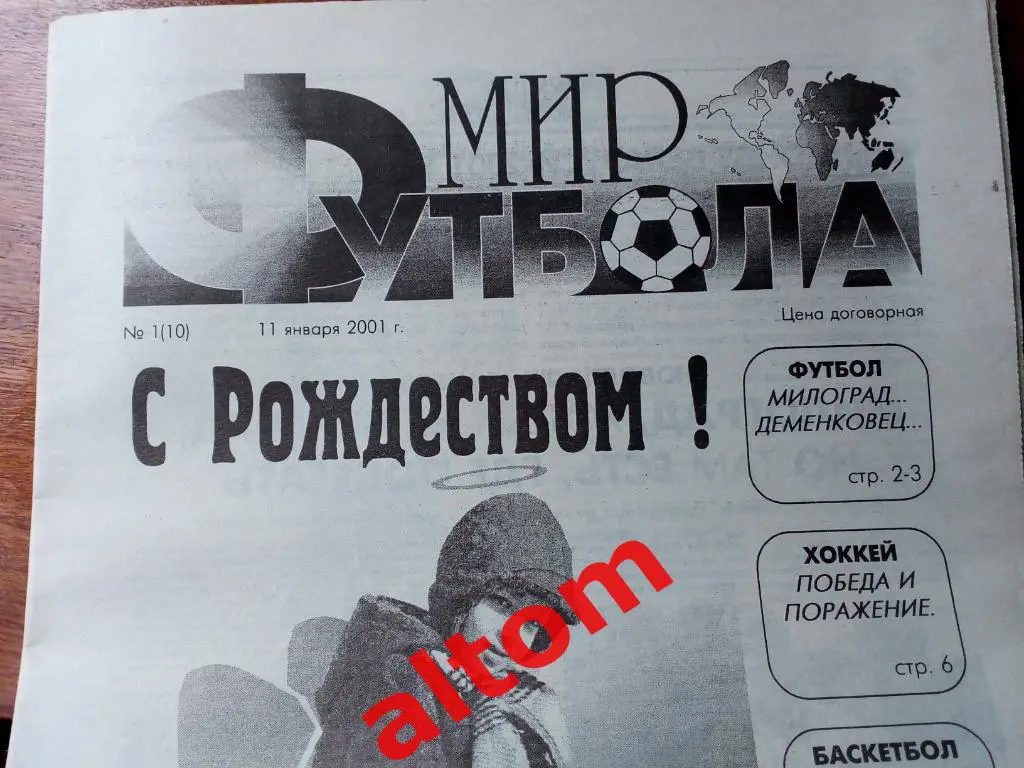 МИР
ФУТБОЛА
№ 1(10) 11 января 2001 г.
Цена договорная
С Рождеством !
ФУТБОЛ
МИЛОГРАД...
ДЕМЕНКОВЕЦ...
стр. 2-3
ХОККЕЙ
ПОБЕДА И
ПОРАЖЕНИЕ.
стр. 6
БАСКЕТБОЛ
altom